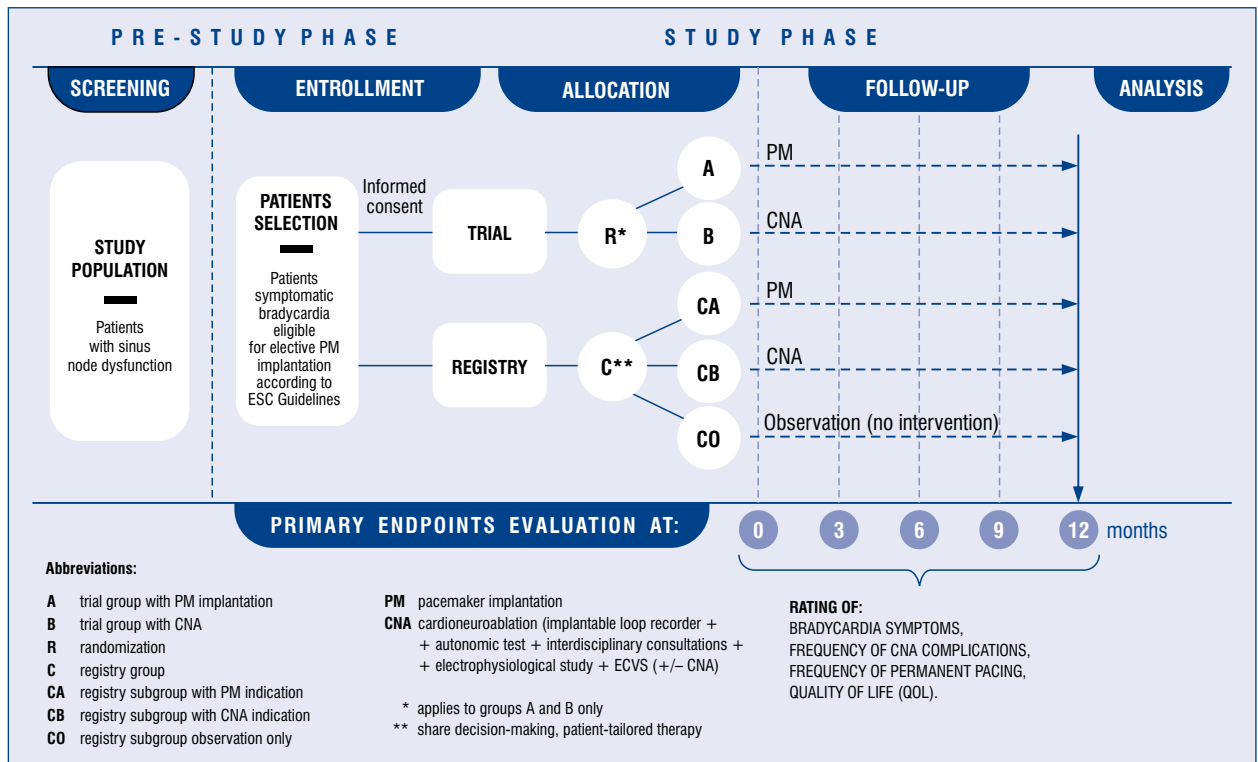 PRE-STUDY PHASE
STUDY PHASE
SCREENING
ENTROLLMENT
ALLOCATION
FOLLOW-UP
ANALYSIS
STUDY
POPULATION
Patients
with sinus
node dysfunction
PATIENTS
SELECTION
Patients
symptomatic
bradycardia
eligible
for elective PM
implantation
according to
ESC Guidelines
Informed
consent
TRIAL
REGISTRY
R*
C**
A
B
CA
CB
CO
PM
CNA
PM
CNA
Observation (no intervention)
PRIMARY ENDPOINTS EVALUATION AT:
0
3
6
9
12
months
Abbreviations:
A trial group with PM implantation
B trial group with CNA
R randomization
C registry group
CA registry subgroup with PM indication
CB registry subgroup with CNA indication
CO registry subgroup observation only
PM pacemaker implantation
CNA cardioneuroablation (implantable loop recorder +
+ autonomic test + interdisciplinary consultations +
+ electrophysiological study + ECVS (+/– CNA)
* applies to groups A and B only
** share decision-making, patient-tailored therapy
RATING OF:
BRADYCARDIA SYMPTOMS,
FREQUENCY OF CNA COMPLICATIONS,
FREQUENCY OF PERMANENT PACING,
QUALITY OF LIFE (QOL).